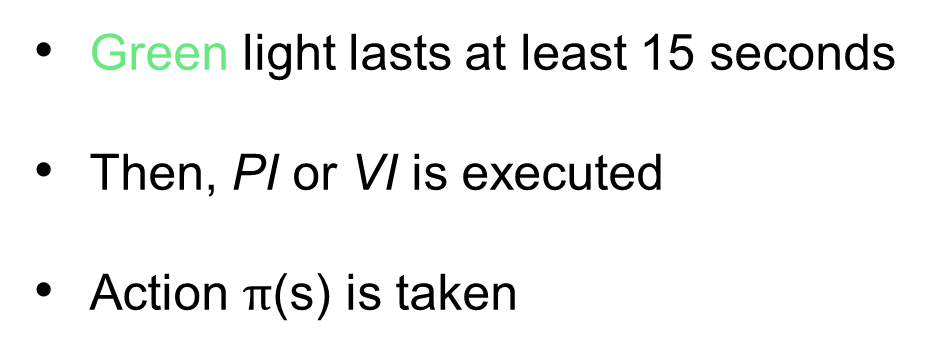 • Green light lasts at least 15 seconds
• Then, PI or VI is executed
• Action π(s) is taken